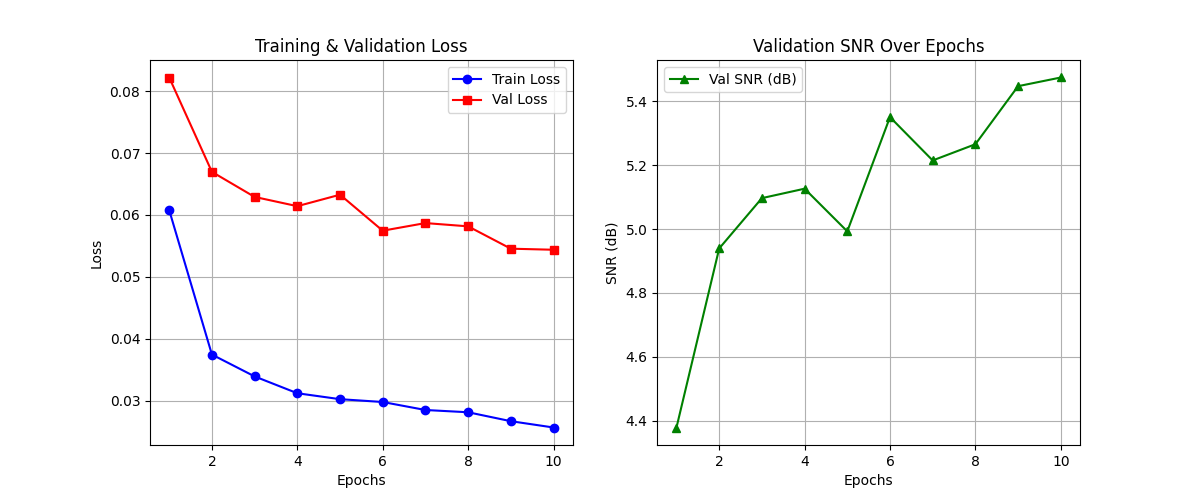 Training & Validation Loss
Train Loss
Val Loss
Loss
0.08
0.07
0.06
0.05
0.04
0.03
2 4 6 8 10
Epochs
Validation SNR Over Epochs
Val SNR (dB)
SNR (dB)
5.4
5.2
5.0
4.8
4.6
4.4
2 4 6 8 10
Epochs